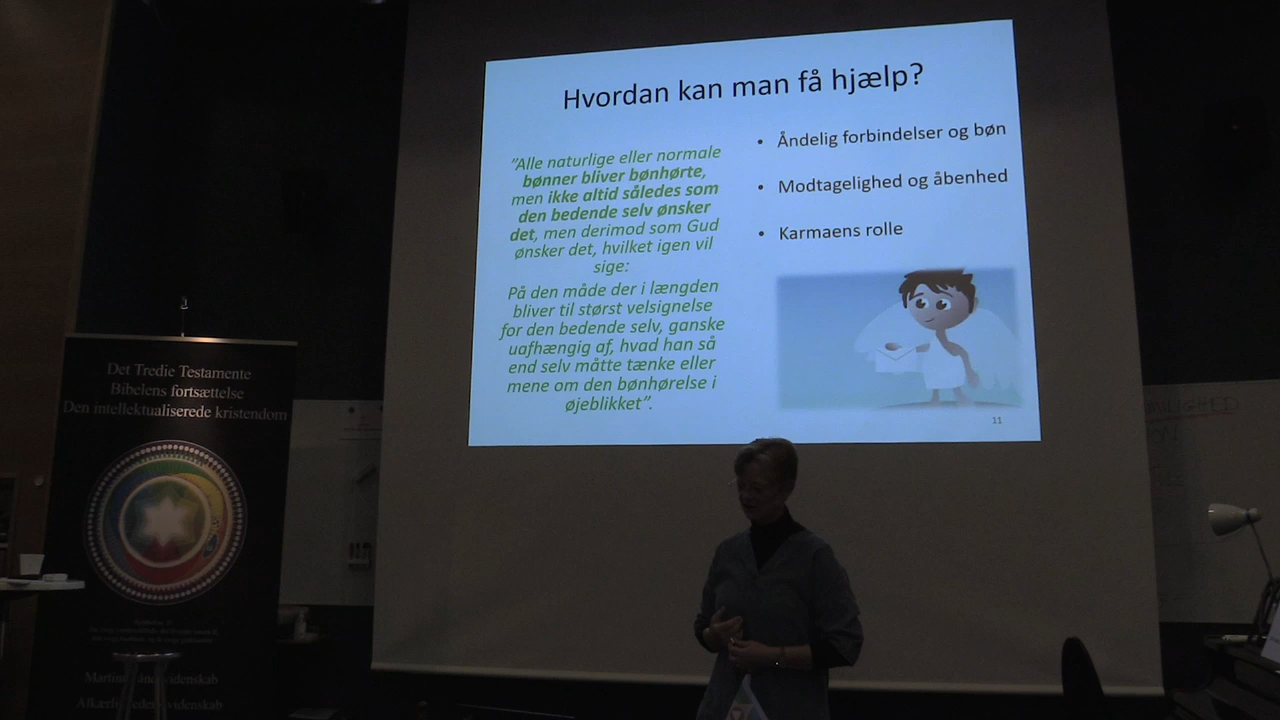 Hvordan kan man få hjælp?
"Alle naturlige eller normale
bønner bliver bønhørte,
men ikke altid således som
den bedende selv ønsker
det, men derimod som Gud
ønsker det, hvilket igen vil
sige:
På den måde der i længden
bliver til størst velsignelse
for den bedende selv, ganske
uafhængig af, hvad han så
end selv måtte tænke eller
mene om den bønhørelse i
øjeblikket".
• Åndelig forbindelser og bøn
• Modtagelighed og åbenhed
• Karmaens rolle
11
Det Tredie Testamente
Bibelens fortsættelse
Den intellektualiserede kristendom
videnskab
videnskab